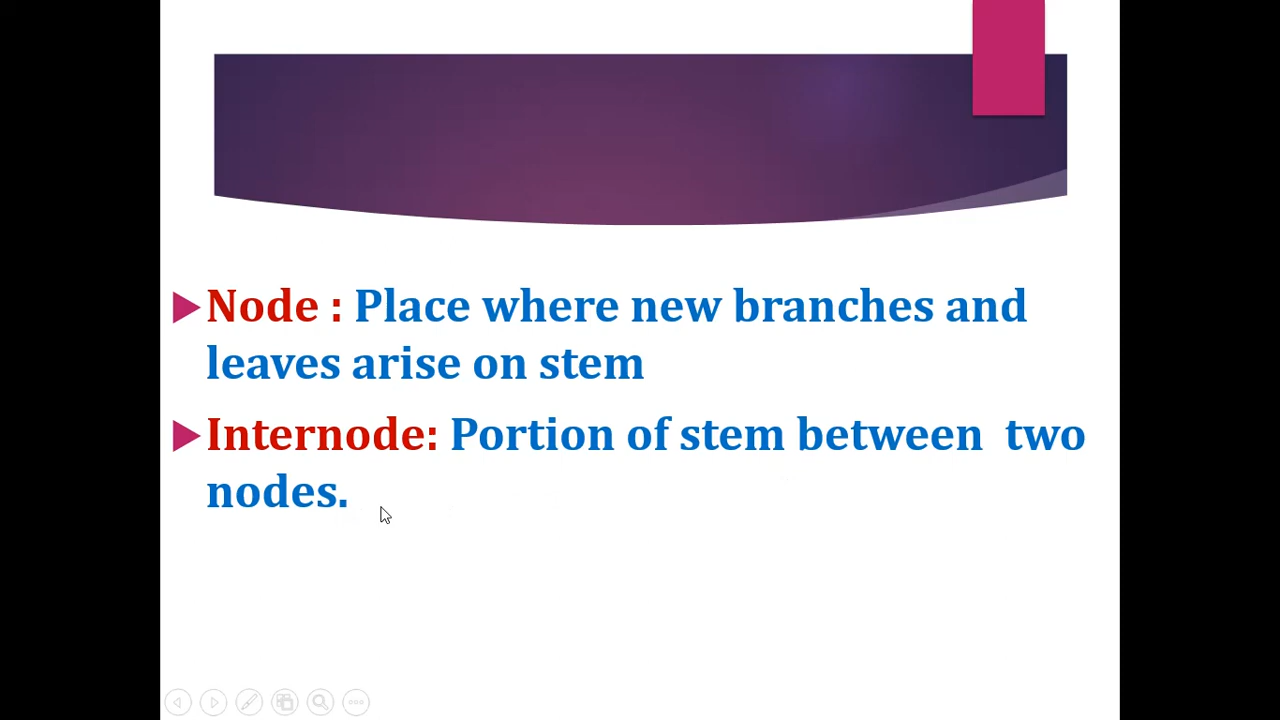 Node : Place where new branches and
leaves arise on stem
Internode: Portion of stem between  two
nodes.